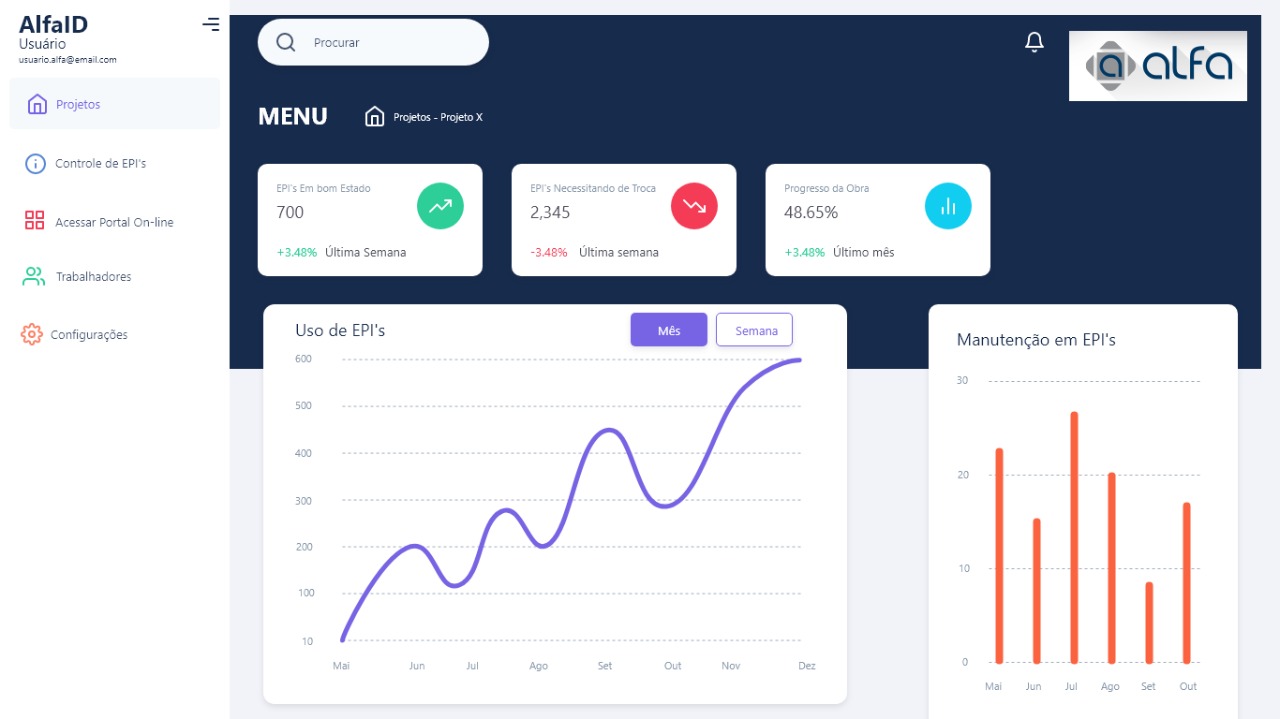 AlfaID
Usuário
usuario.alfa@email.com
Projetos
Controle de EPI's
Acessar Portal On-line
Trabalhadores
Configurações
Procurar
a alfa
MENU
Projetos - Projeto X
EPI's Em bom Estado
700
+3.48% Última Semana
EPI's Necessitando de Troca
2,345
-3.48% Última semana
Progresso da Obra
48.65%
+3.48% Último mês
Uso de EPI's
Mês
Semana
600
500
400
300
200
100
10
Mai Jun Jul Ago Set Out Nov Dez
Manutenção em EPI's
30
20
10
0
Mai Jun Jul Ago Set Out